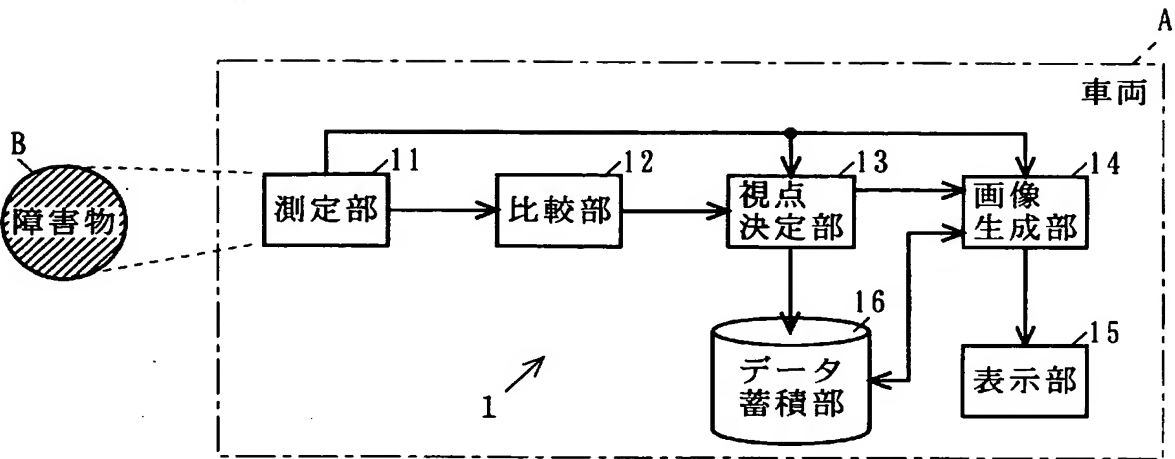 A
車両
B
障害物
11
測定部
12
比較部
13
視点
決定部
14
画像
生成部
16
データ
蓄積部
15
表示部
1